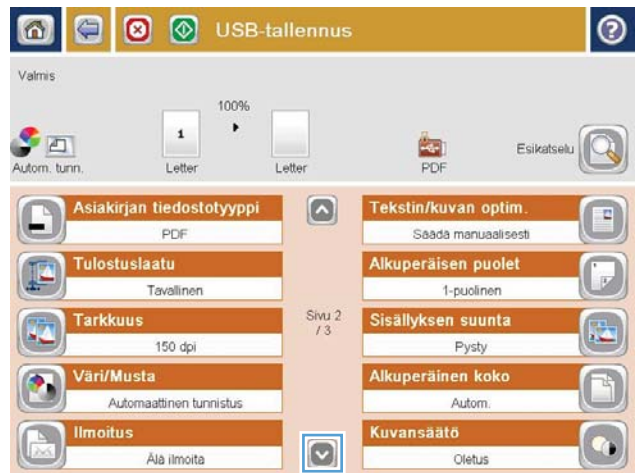 USB-tallennus
Valmis
100%
1
Autom. tunn.
Letter
Letter
PDF
Esikatselu
Asiakirjan tiedostotyyppi
PDF
Tulostuslaatu
Tavallinen
Tarkkuus
150 dpi
Väri/Musta
Automaattinen tunnistus
Ilmoitus
Älä ilmoita
Sivu 2
/ 3
Tekstin/kuvan optim.
Säädä manuaalisesti
Alkuperäisen puolet
1-puolinen
Sisällyksen suunta
Pysty
Alkuperäinen koko
Autom.
Kuvansäätö
Oletus